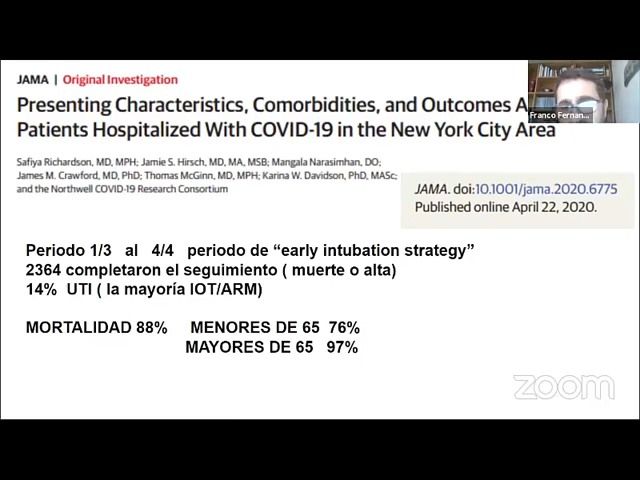 JAMA | Original Investigation
Presenting Characteristics, Comorbidities, and Outcomes A
Patients Hospitalized With COVID-19 in the New York City Area
Safiya Richardson, MD, MPH; Jamie S. Hirsch, MD, MA, MSB; Mangala Narasimhan, DO;
James M. Crawford, MD, PhD; Thomas McGinn, MD, MPH; Karina W. Davidson, PhD, MASc;
and the Northwell COVID-19 Research Consortium
Franco Fernan...
JAMA. doi:10.1001/jama.2020.6775
Published online April 22, 2020.
Periodo 1/3 al 4/4 periodo de “early intubation strategy”
2364 completaron el seguimiento ( muerte o alta)
14% UTI ( la mayoría IOT/ARM)
MORTALIDAD 88% MENORES DE 65 76%
MAYORES DE 65 97%
zoom